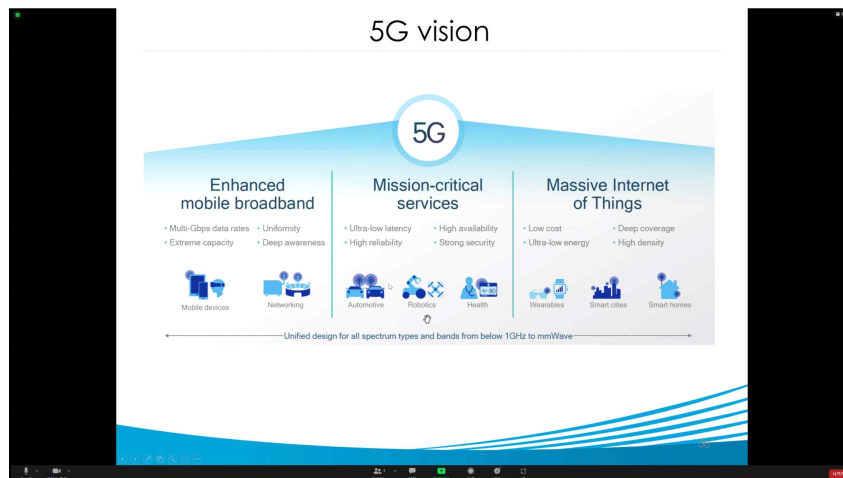 5G vision
5G
Enhanced
mobile broadband
• Multi-Gbps data rates • Uniformity
• Extreme capacity • Deep awareness
Mobile devices Networking
Mission-critical
services
• Ultra-low latency • High availability
• High reliability • Strong security
Automotive Robotics Health
Massive Internet
of Things
• Low cost • Deep coverage
• Ultra-low energy • High density
Wearables Smart cities Smart homes
Unified design for all spectrum types and bands from below 1GHz to mmWave